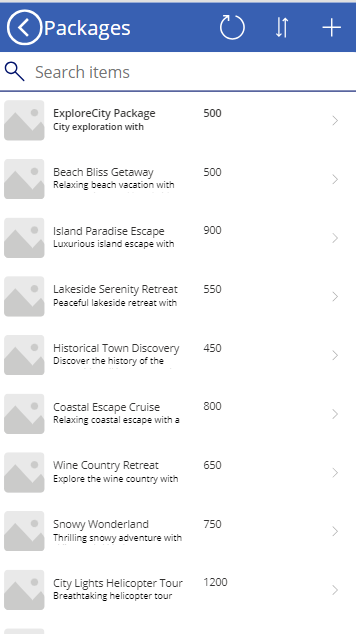 Packages
Search items
ExploreCity Package 500
City exploration with
Beach Bliss Getaway 500
Relaxing beach vacation with
Island Paradise Escape 900
Luxurious island escape with
Lakeside Serenity Retreat 550
Peaceful lakeside retreat with
Historical Town Discovery 450
Discover the history of the
Coastal Escape Cruise 800
Relaxing coastal escape with a
Wine Country Retreat 650
Explore the wine country with
Snowy Wonderland 750
Thrilling snowy adventure with
City Lights Helicopter Tour 1200
Breathtaking helicopter tour